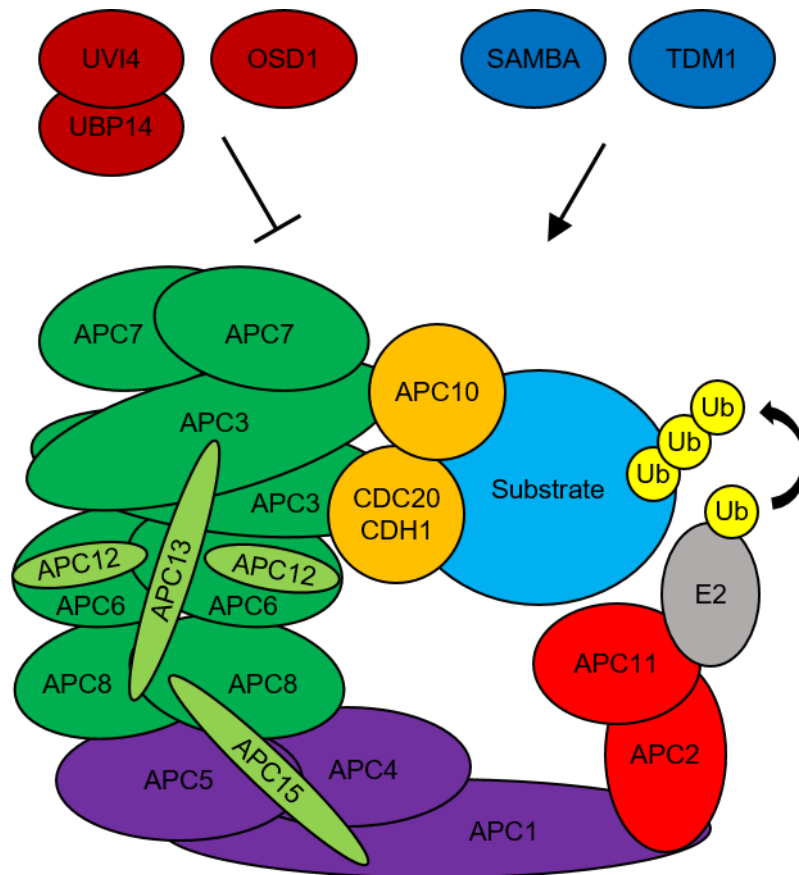 UVI4
OSD1
SAMBA
TDM1
UBP14
APC7
APC7
APC10
APC3
Ub
Ub
Ub
APC3
CDC20
CDH1
Substrate
Ub
APC12
APC13
APC12
APC6
APC6
E2
APC11
APC8
APC8
APC5
APC15
APC4
APC2
APC1